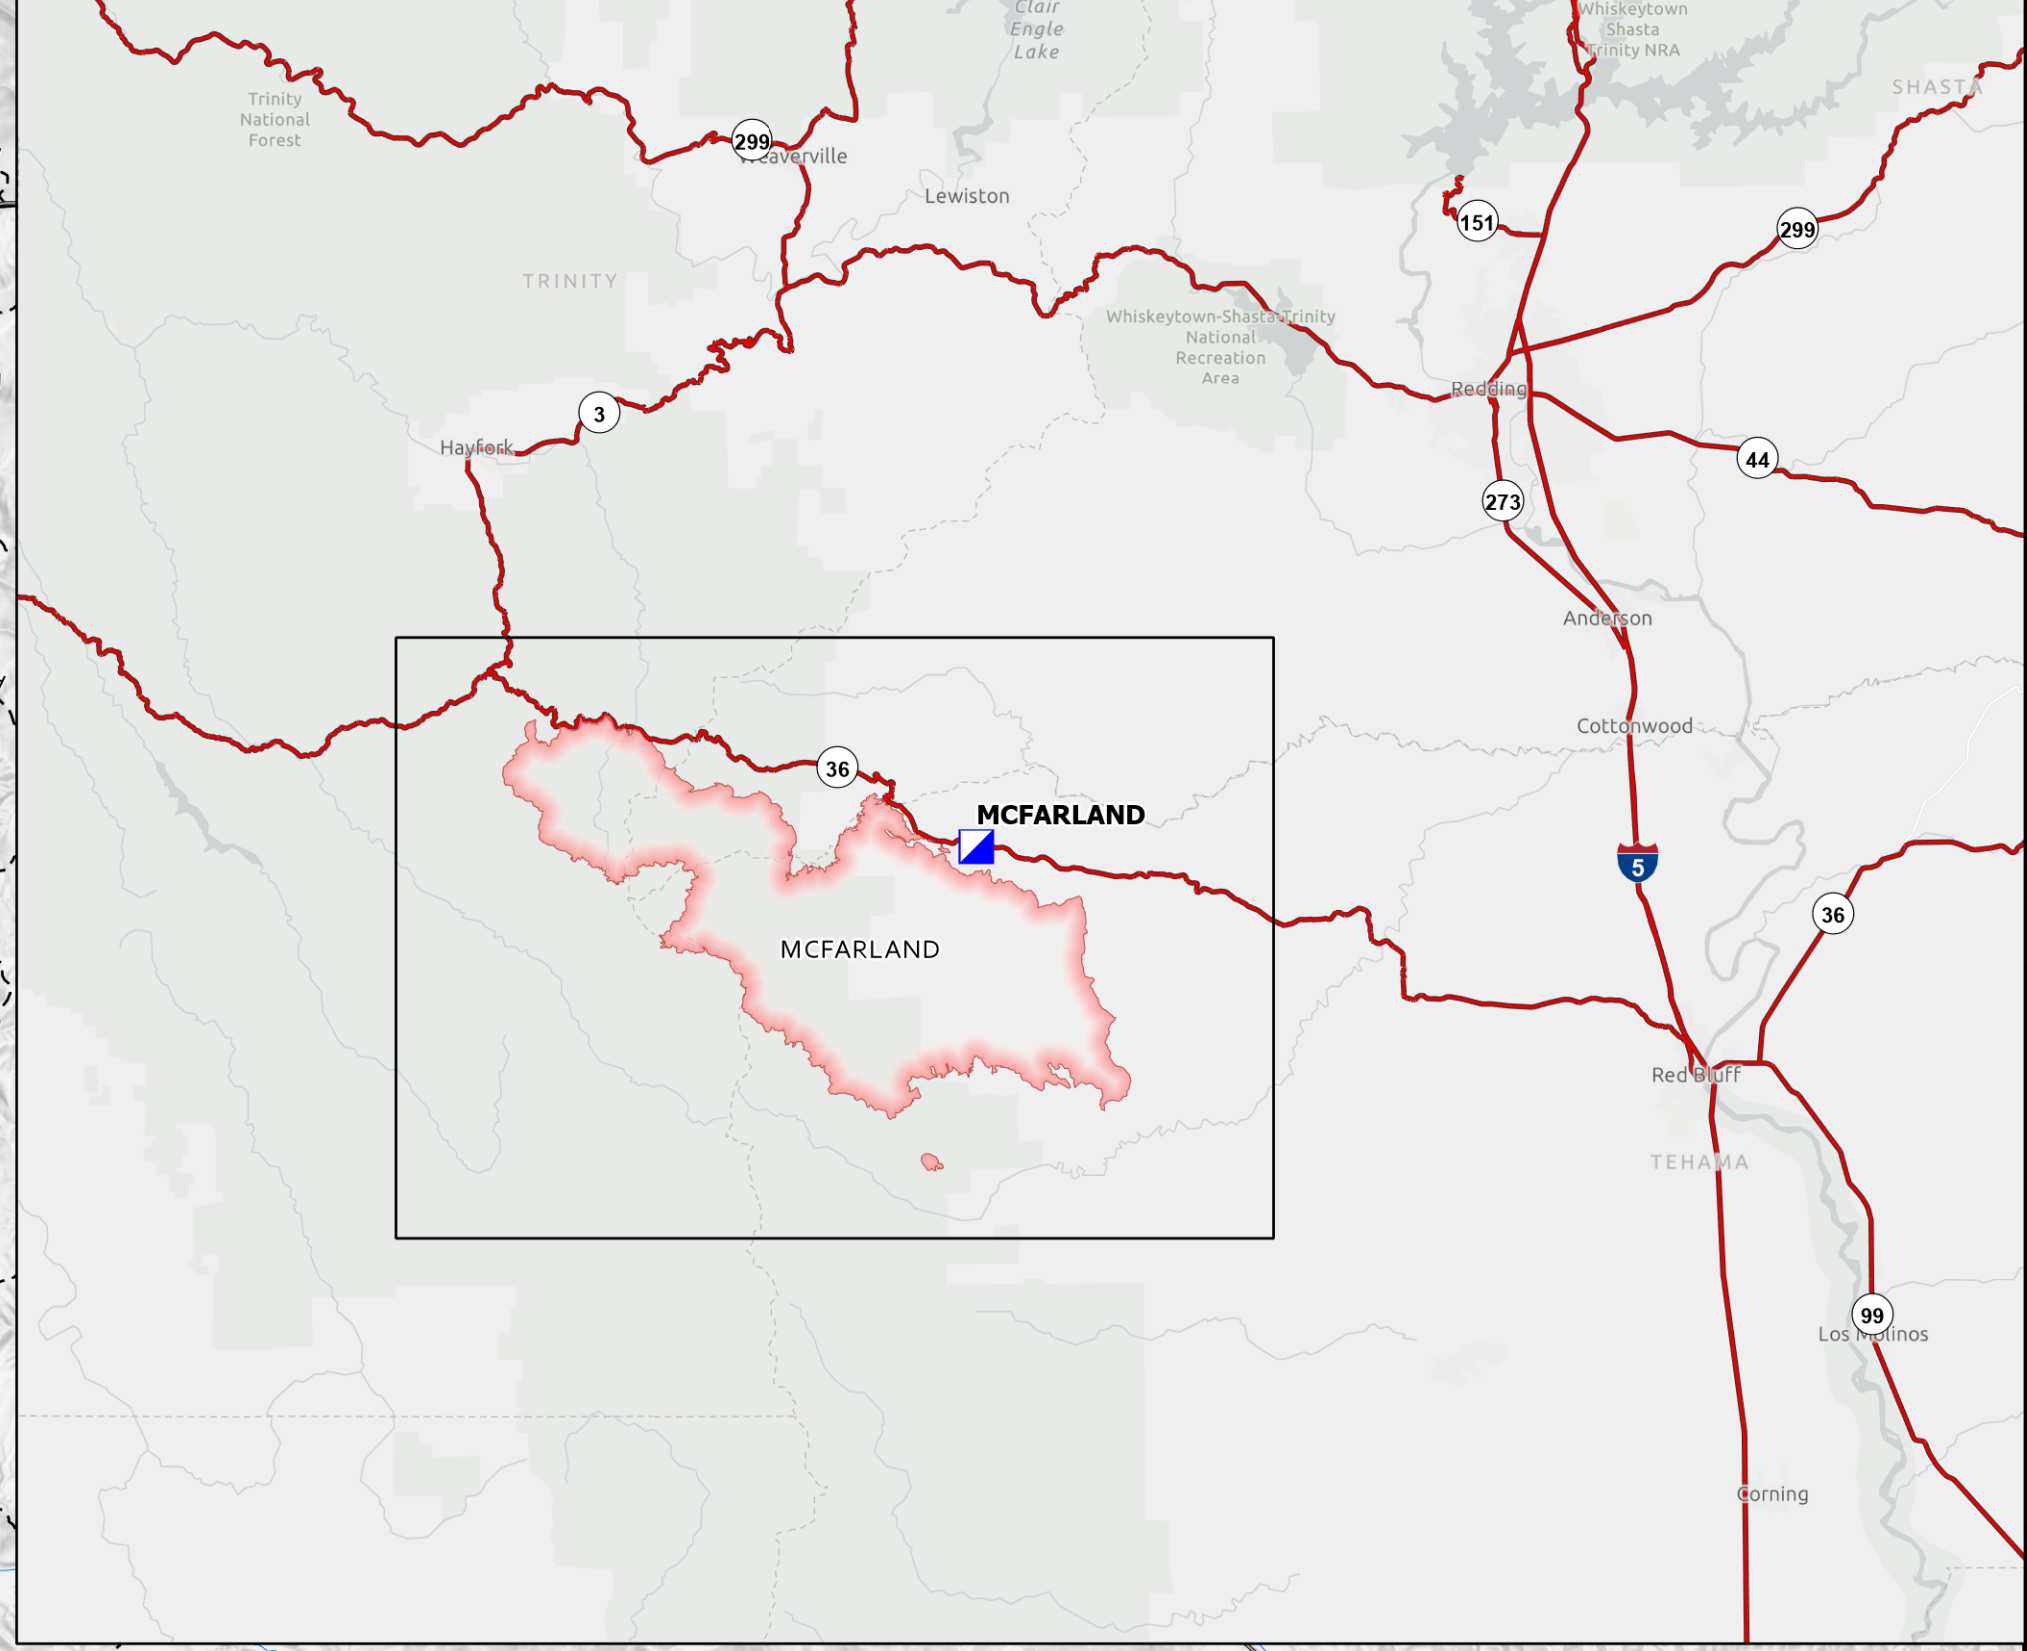 Clair
Engle
Lake
Whiskeytown
Shasta
Trinity NRA
SHASTA
Trinity
National
Forest
299
Weaverville
Lewiston
151
299
TRINITY
Whiskeytown-Shasta-Trinity
National
Recreation
Area
Redding
3
Hayfork
44
273
Anderson
Cottonwood
36
MCFARLAND
5
36
MCFARLAND
Red Bluff
TEHAMA
99
Los Molinos
Corning